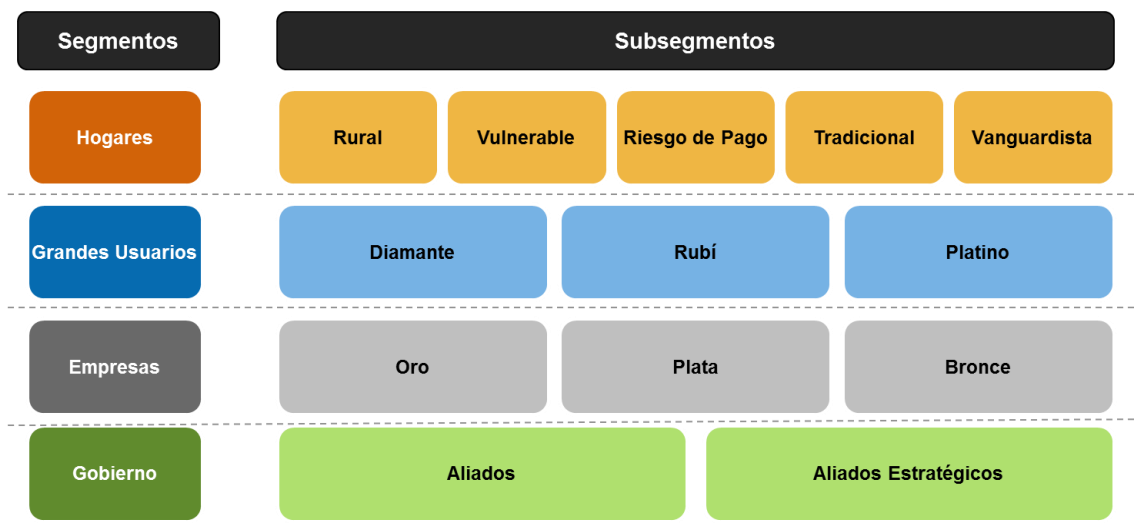 Segmentos
Subsegmentos
Hogares
Rural
Vulnerable
Riesgo de Pago
Tradicional
Vanguardista
Grandes Usuarios
Diamante
Rubí
Platino
Empresas
Oro
Plata
Bronce
Gobierno
Aliados
Aliados Estratégicos